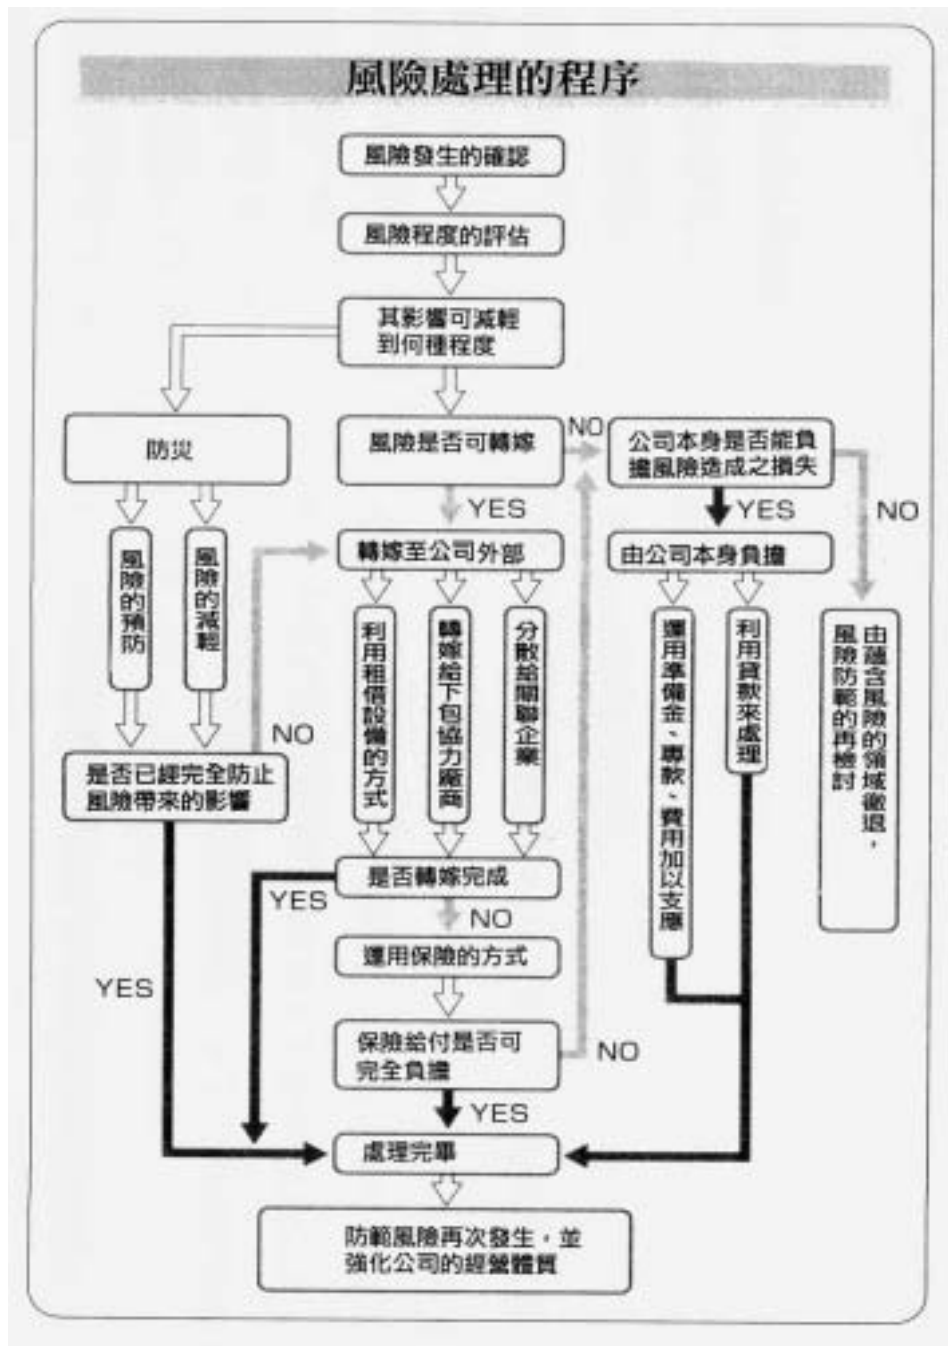 風險處理的程序
風險發生的確認
風險程度的評估
其影響可減輕
到何種程度
防災
風險是否可轉嫁
NO
公司本身是否能負
擔風險造成之損失
YES
YES
NO
風險的預防
風險的減輕
轉嫁至公司外部
由公司本身負擔
利用租借設備的方式
轉嫁給下包協力廠商
分散給關聯企業
運用準備金、專款、費用加以支應
利用貸款來處理
由蘊含風險的領域撤退，
風險防範的再檢討
NO
是否已經完全防止
風險帶來的影響
是否轉嫁完成
YES
NO
運用保險的方式
YES
保險給付是否可
完全負擔
NO
YES
處理完畢
防範風險再次發生，並
強化公司的經營體質